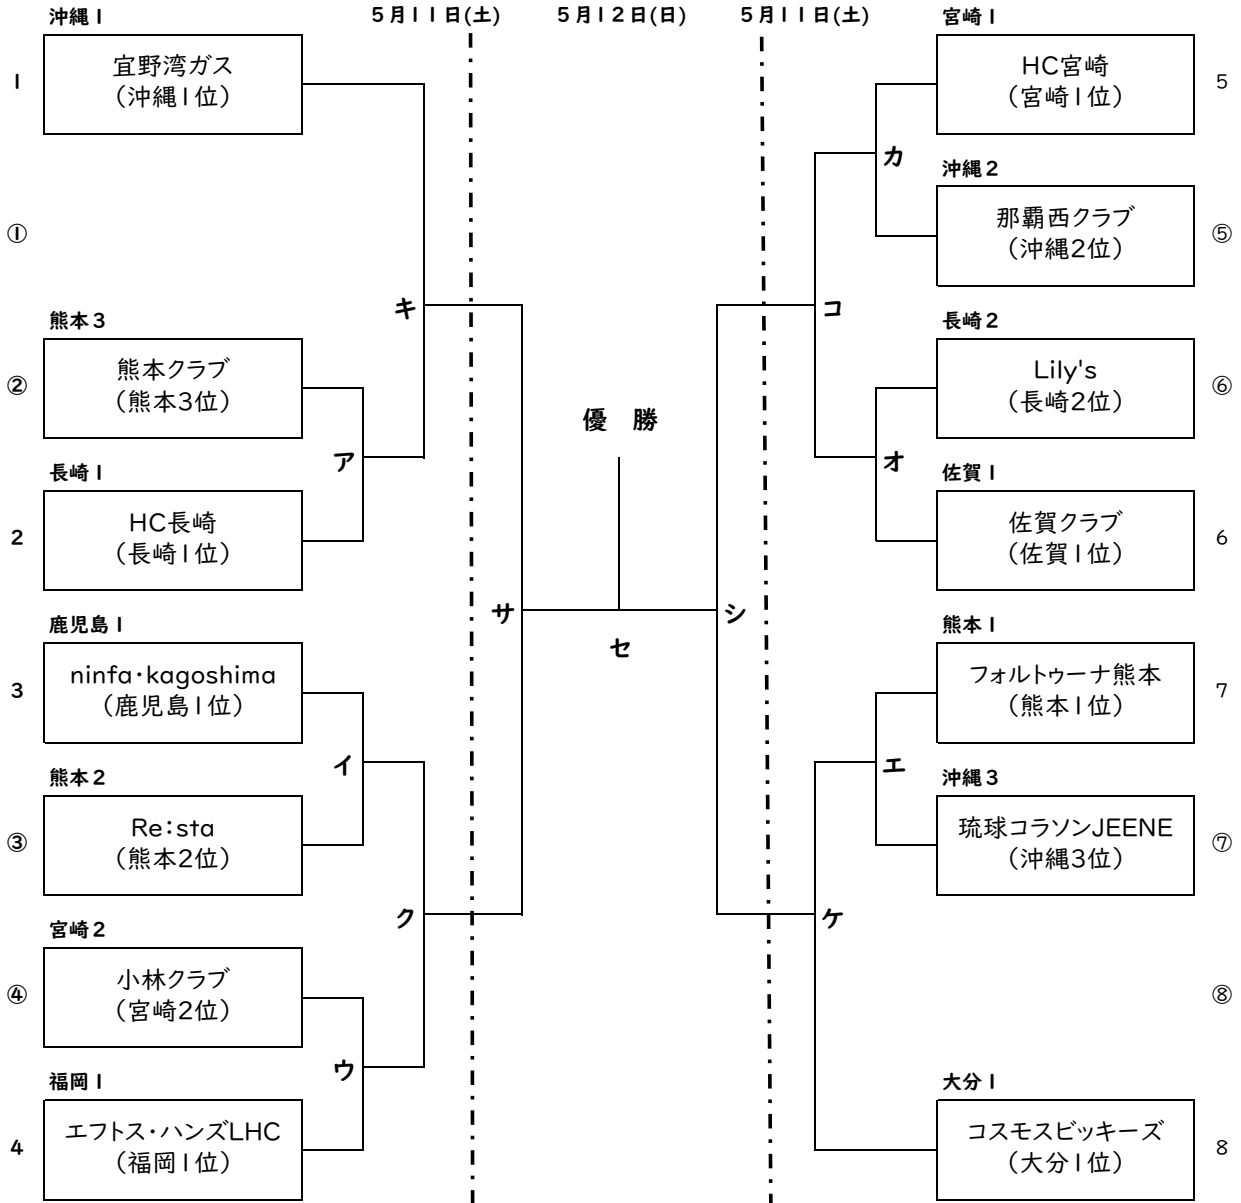 沖縄1
5月11日(土)
5月12日(日)
5月11日(土)
宮崎1
1
宜野湾ガス
(沖縄1位)
HC宮崎
(宮崎1位)
5
カ
沖縄2
①
那覇西クラブ
(沖縄2位)
⑤
キ
コ
熊本3
長崎2
②
熊本クラブ
(熊本3位)
Lily's
(長崎2位)
⑥
優 勝
ア
オ
長崎1
佐賀1
2
HC長崎
(長崎1位)
佐賀クラブ
(佐賀1位)
6
サ
シ
セ
鹿児島1
熊本1
3
ninfa・kagoshima
(鹿児島1位)
フォルトゥーナ熊本
(熊本1位)
7
イ
エ
熊本2
沖縄3
③
Re:sta
(熊本2位)
琉球コラソンJEENE
(沖縄3位)
⑦
ク
ケ
宮崎2
④
小林クラブ
(宮崎2位)
⑧
ウ
福岡1
大分1
4
エフトス・ハンズLHC
(福岡1位)
コスモスビッキーズ
(大分1位)
8